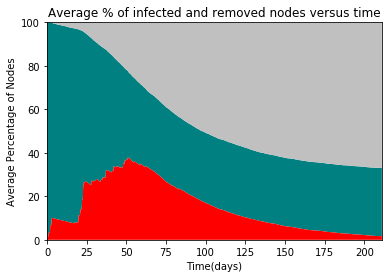 Average % of infected and removed nodes versus time
Average Percentage of Nodes
100
80
60
40
20
0
0 25 50 75 100 125 150 175 200
Time(days)